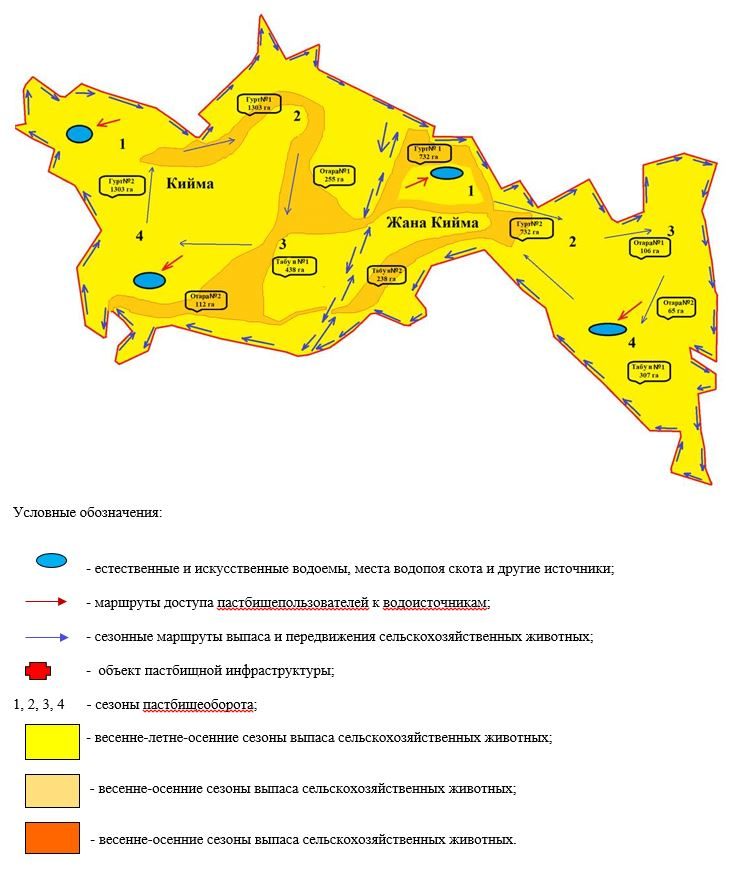 Гурт№1
1303 га
2
1
Гурт№ 1
732 га
Отара№1
255 га
Гурт№2
1303 га
Кийма
1
Жана Кийма
Гурт№2
732 га
4
3
2
3
Отара№1
106 га
Табун№1
438 га
Табун№2
238 га
Отара№2
112 га
Отара№2
65 га
4
Табун№1
307 га
Условные обозначения:
- естественные и искусственные водоемы, места водопоя скота и другие источники;
- маршруты доступа пастбищепользователей к водоисточникам;
- сезонные маршруты выпаса и передвижения сельскохозяйственных животных;
- объект пастбищной инфраструктуры;
1, 2, 3, 4 - сезоны пастбищеоборота;
- весенне-летне-осенние сезоны выпаса сельскохозяйственных животных;
- весенне-осенние сезоны выпаса сельскохозяйственных животных;
- весенне-осенние сезоны выпаса сельскохозяйственных животных.